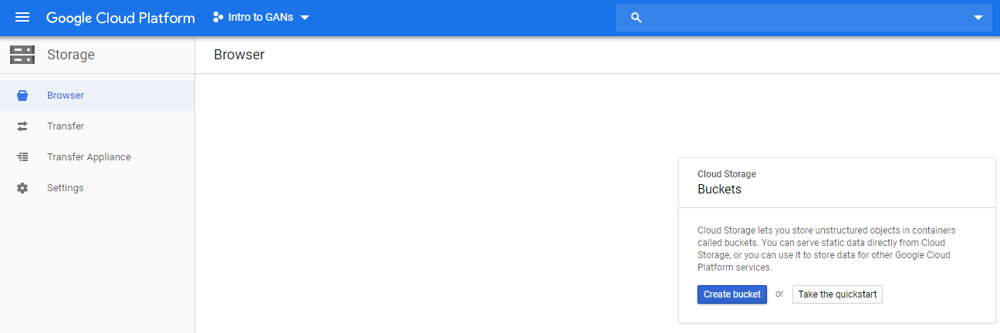 Google Cloud Platform
Intro to GANs
Storage
Browser
Browser
Transfer
Transfer Appliance
Settings
Cloud Storage
Buckets
Cloud Storage lets you store unstructured objects in containers
called buckets. You can serve static data directly from Cloud
Storage, or you can use it to store data for other Google Cloud
Platform services.
Create bucket or Take the quickstart